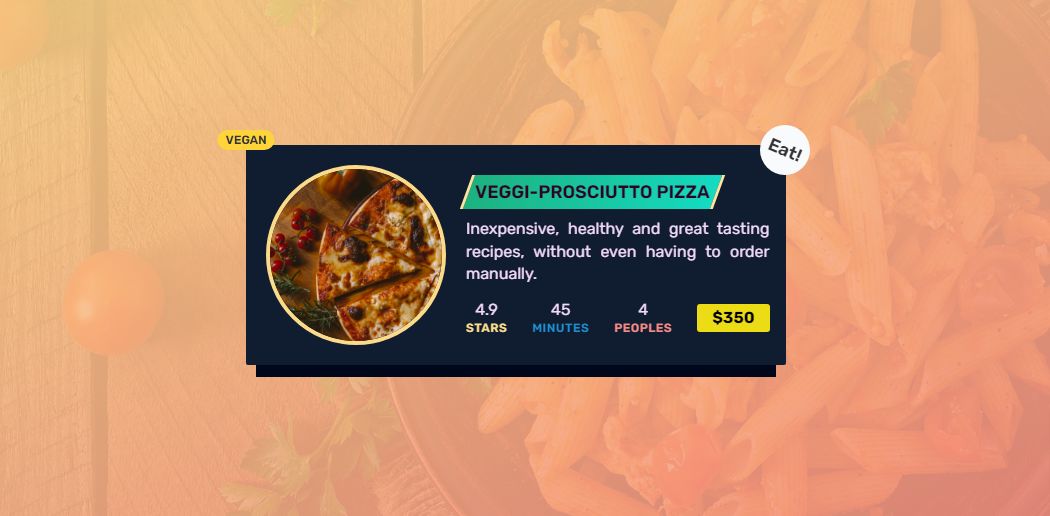 VEGAN
Eat!
VEGGI-PROSCIUTTO PIZZA
Inexpensive, healthy and great tasting
recipes, without even having to order
manually.
4.9 45 4
STARS MINUTES PEOPLES
$350